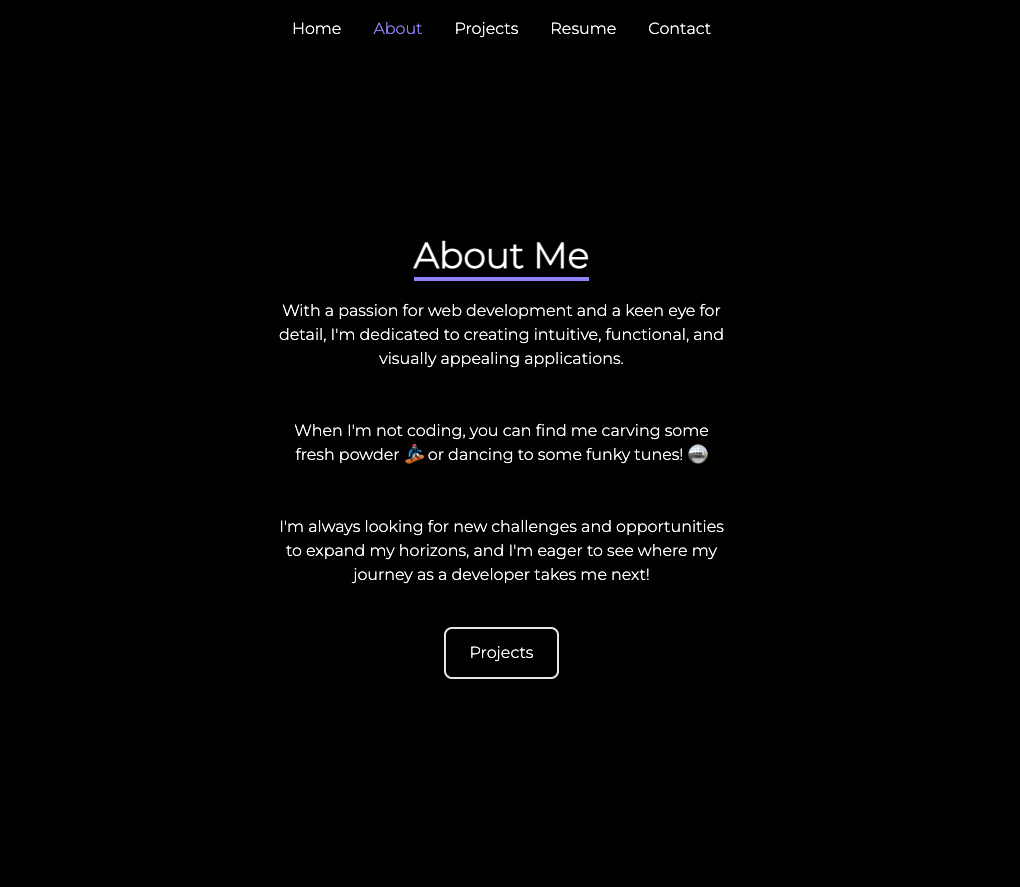 Home About Projects Resume Contact
About Me
With a passion for web development and a keen eye for
detail, I'm dedicated to creating intuitive, functional, and
visually appealing applications.
When I'm not coding, you can find me carving some
fresh powder 🏂 or dancing to some funky tunes! 🪩
I'm always looking for new challenges and opportunities
to expand my horizons, and I'm eager to see where my
journey as a developer takes me next!
Projects